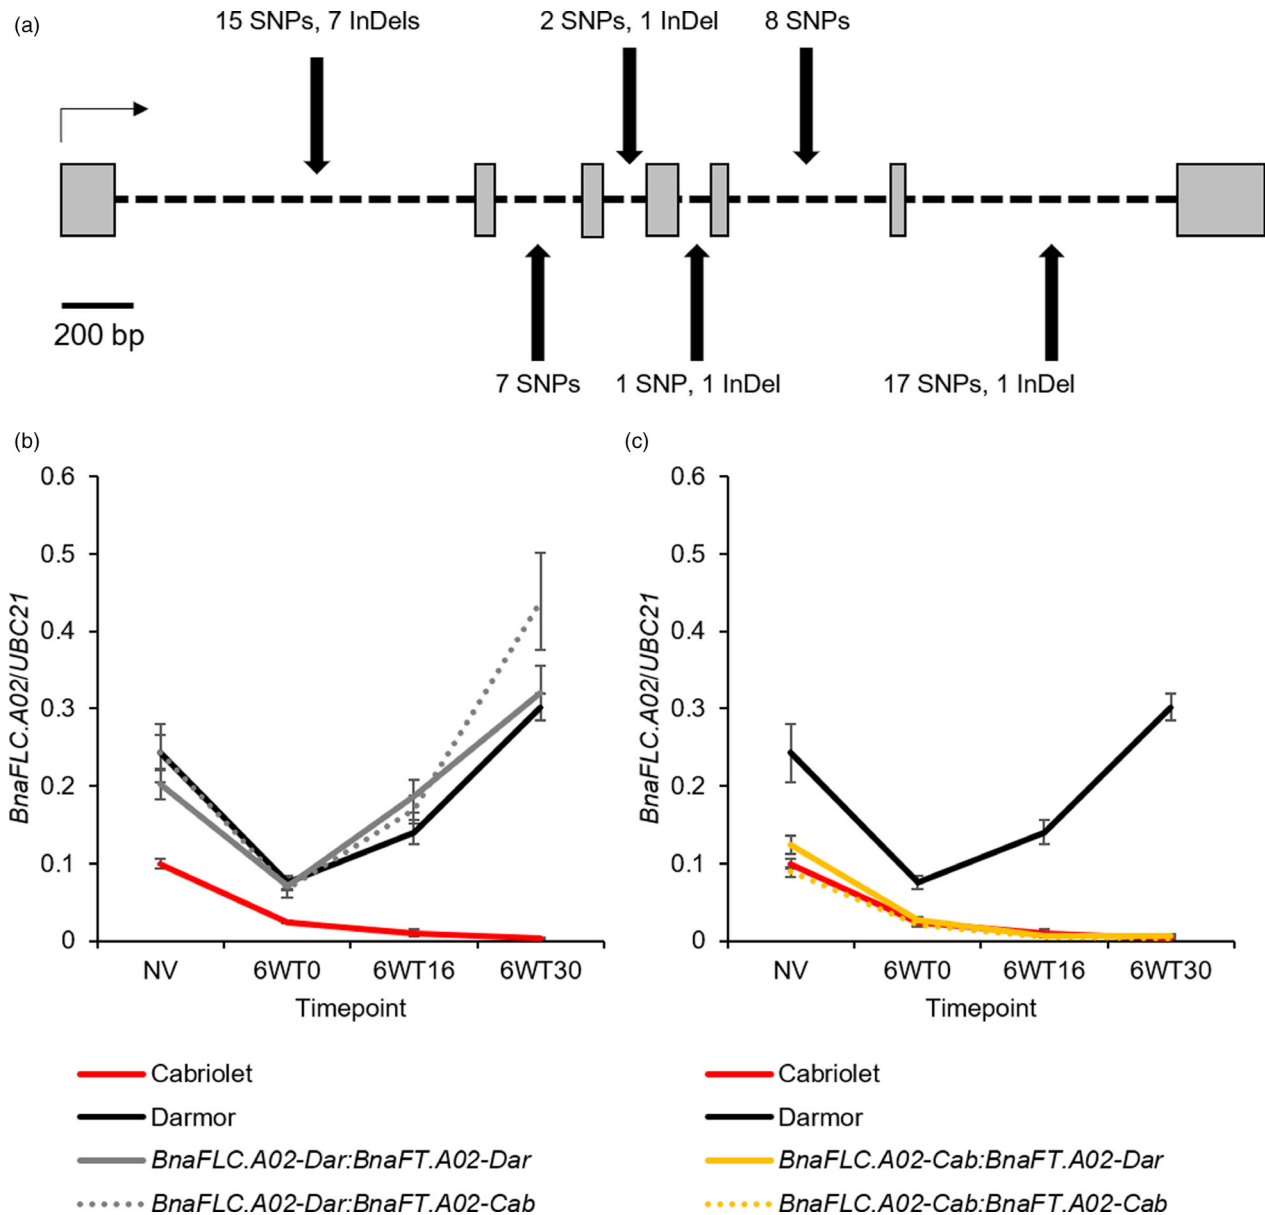 (a)
15 SNPs, 7 InDels
2 SNPs, 1 InDel
8 SNPs
200 bp
7 SNPs
1 SNP, 1 InDel
17 SNPs, 1 InDel
(b)
BnaFLC.A02/UBC21
0.6
0.5
0.4
0.3
0.2
0.1
0
NV
6WT0
6WT16
6WT30
Timepoint
Cabriolet
Darmor
BnaFLC.A02-Dar:BnaFT.A02-Dar
BnaFLC.A02-Dar:BnaFT.A02-Cab
(c)
BnaFLC.A02/UBC21
0.6
0.5
0.4
0.3
0.2
0.1
0
NV
6WT0
6WT16
6WT30
Timepoint
Cabriolet
Darmor
BnaFLC.A02-Cab:BnaFT.A02-Dar
BnaFLC.A02-Cab:BnaFT.A02-Cab